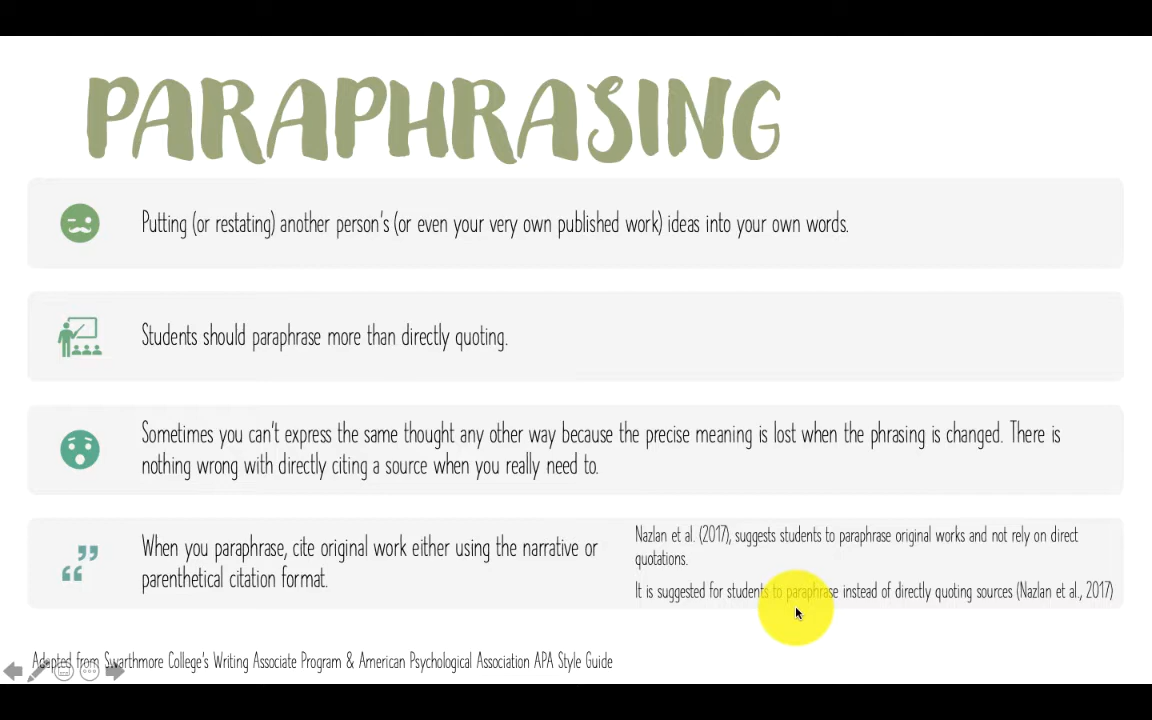 PARAPHRASING
Putting (or restating) another person's (or even your very own published work) ideas into your own words.
Students should paraphrase more than directly quoting.
Sometimes you can't express the same thought any other way because the precise meaning is lost when the phrasing is changed. There is
nothing wrong with directly citing a source when you really need to.
When you paraphrase, cite original work either using the narrative or
parenthetical citation format.
Nazlan et al. (2017), suggests students to paraphrase original works and not rely on direct
quotations.
It is suggested for students to paraphrase instead of directly quoting sources (Nazlan et al., 2017)
Adapted from Swarthmore College's Writing Associate Program & American Psychological Association APA Style Guide